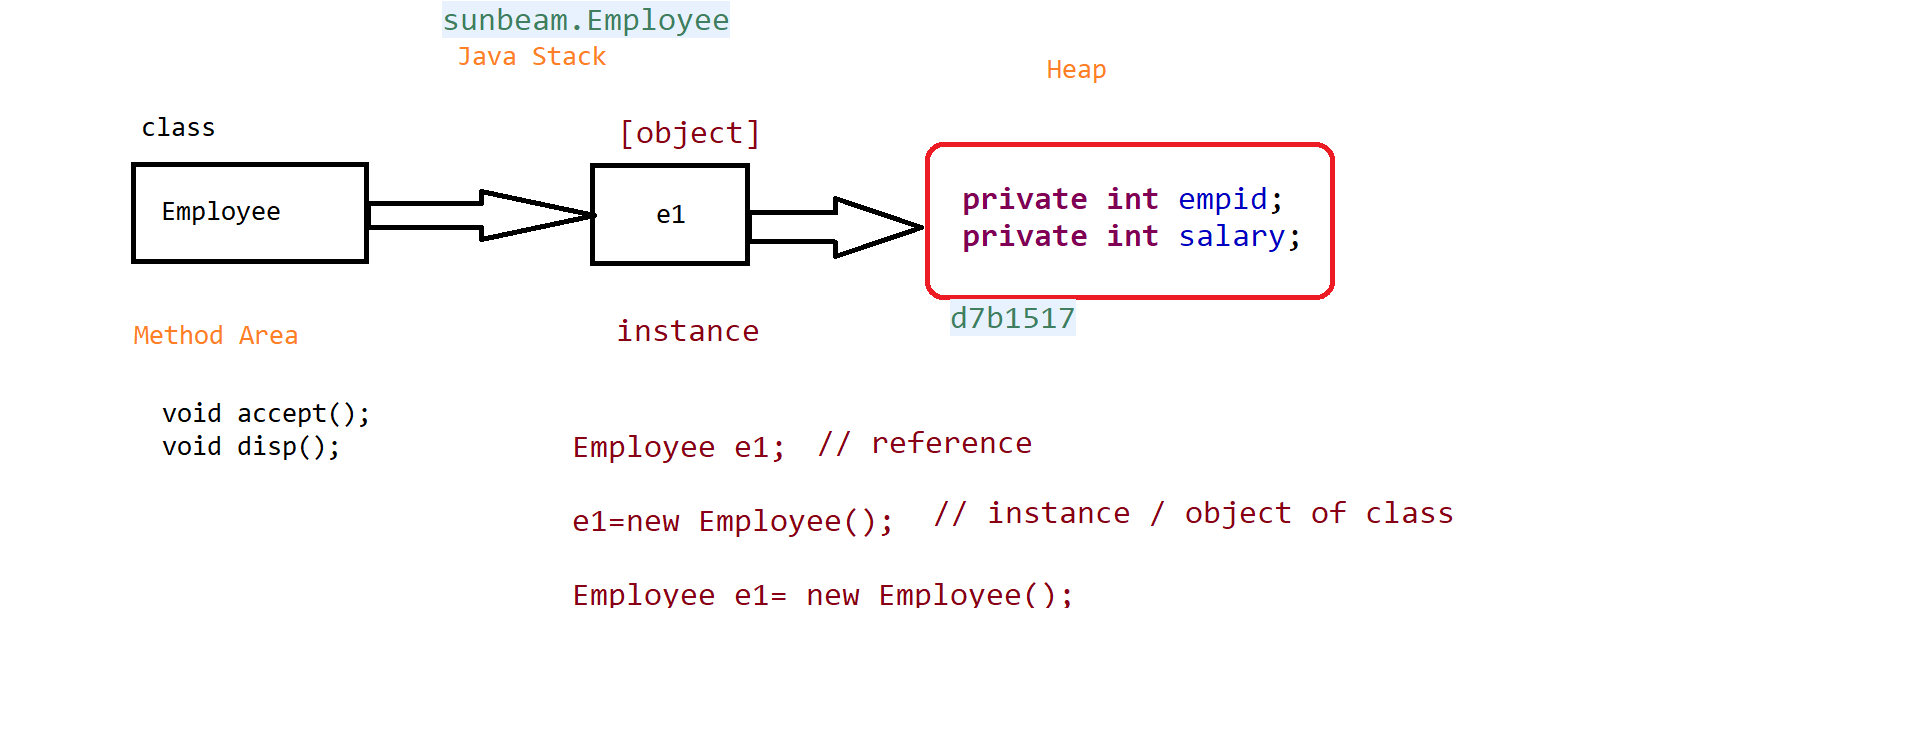 sunbeam.Employee
Java Stack
Heap
class
[object]
Employee
e1
private int empid;
private int salary;
d7b1517
instance
Method Area
void accept();
void disp();
Employee e1; // reference
e1=new Employee(); // instance / object of class
Employee e1= new Employee();